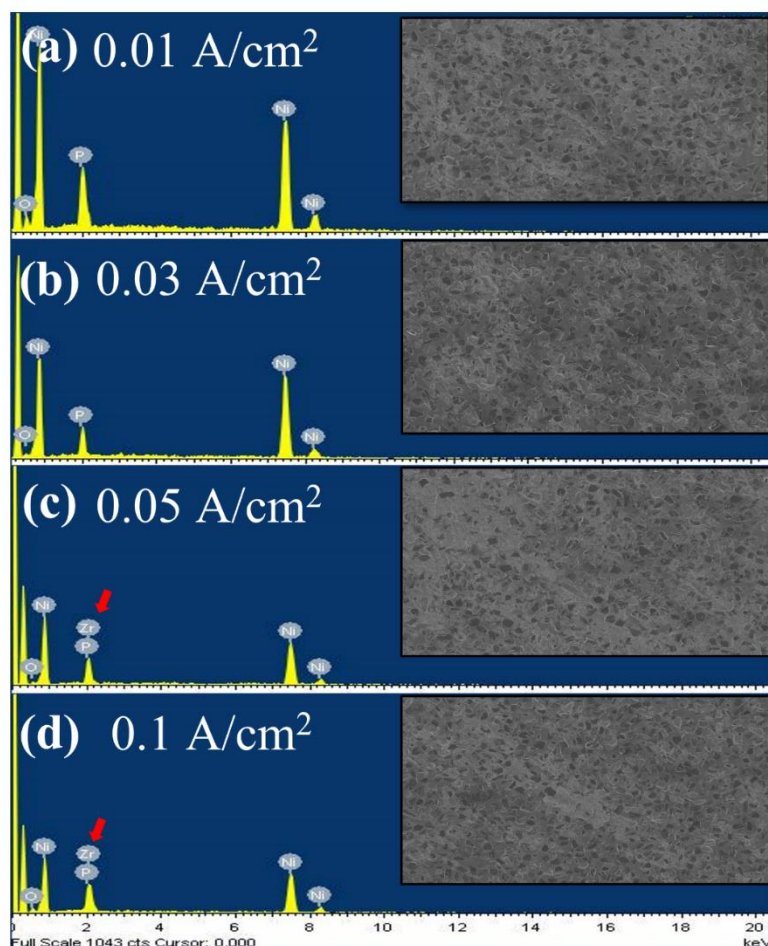 (a) 0.01 A/cm²
Ni
P
O
Ni
Ni
(b) 0.03 A/cm²
Ni
P
O
Ni
Ni
(c) 0.05 A/cm²
Ni
Zr
P
O
Ni
Ni
(d) 0.1 A/cm²
Ni
Zr
P
O
Ni
Ni
0 2 4 6 8 10 12 14 16 18 20
Full Scale 1043 cts Cursor: 0.000 keV